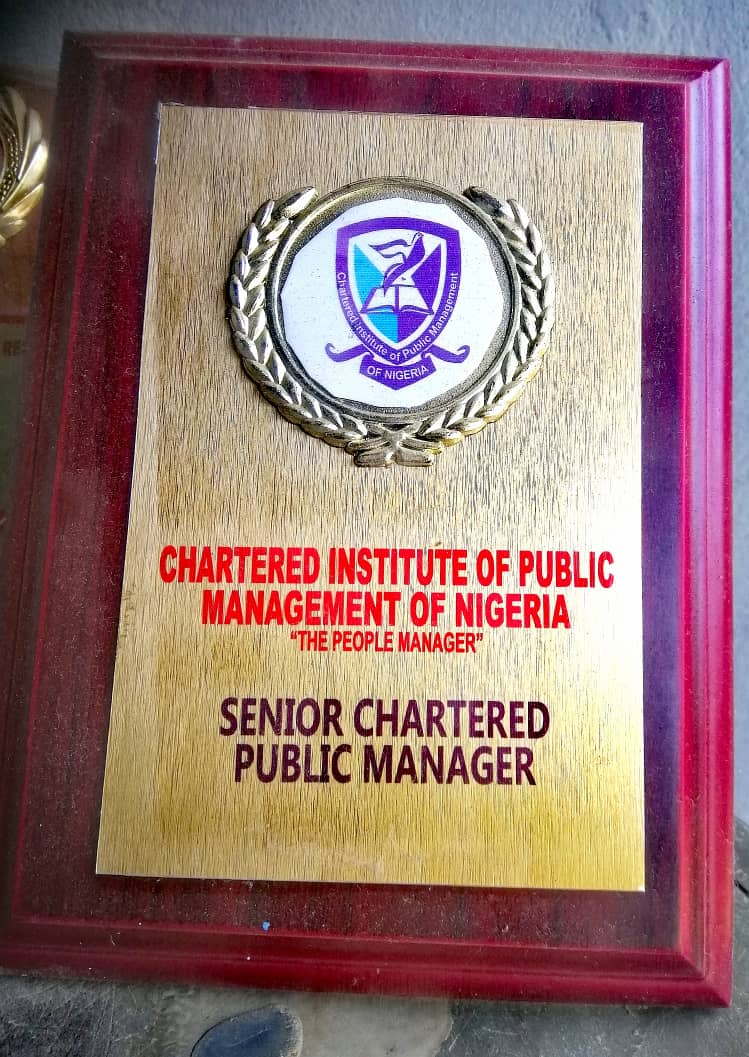 Chartered Institute of Public Management
OF NIGERIA
CHARTERED INSTITUTE OF PUBLIC
MANAGEMENT OF NIGERIA
“THE PEOPLE MANAGER”
SENIOR CHARTERED
PUBLIC MANAGER